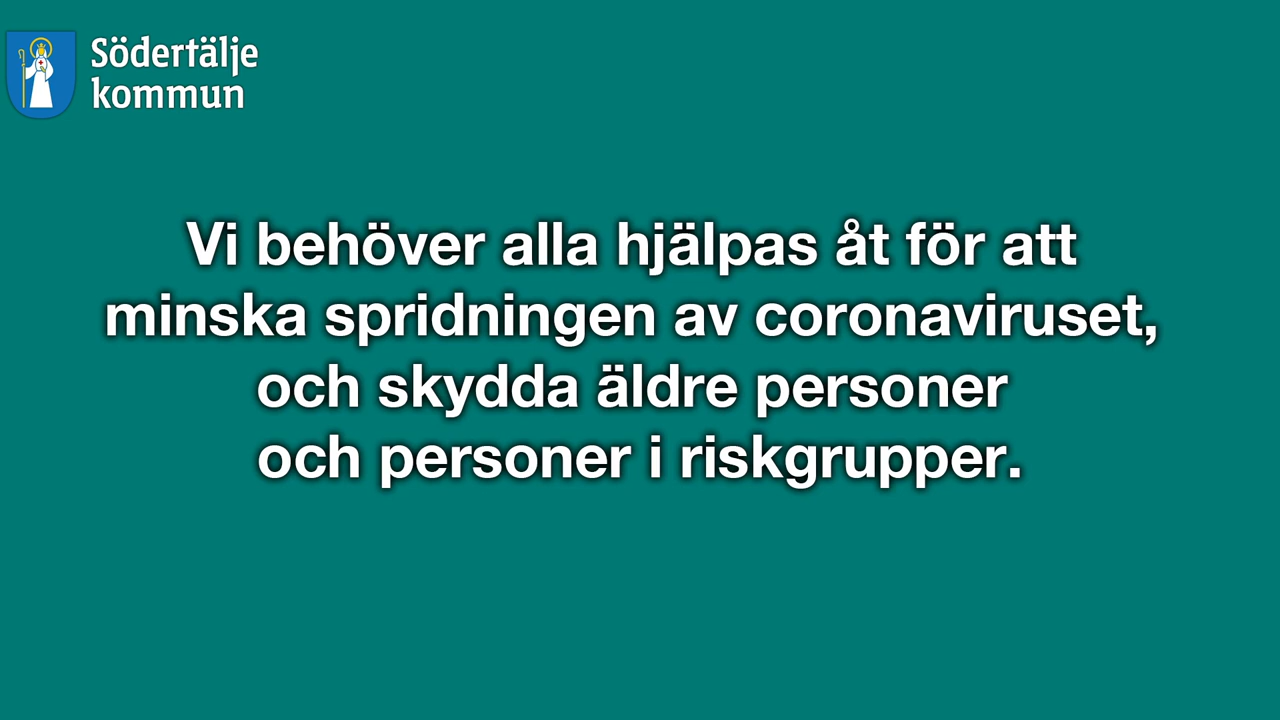 Södertälje
kommun
Vi behöver alla hjälpas åt för att
minska spridningen av coronaviruset,
och skydda äldre personer
och personer i riskgrupper.